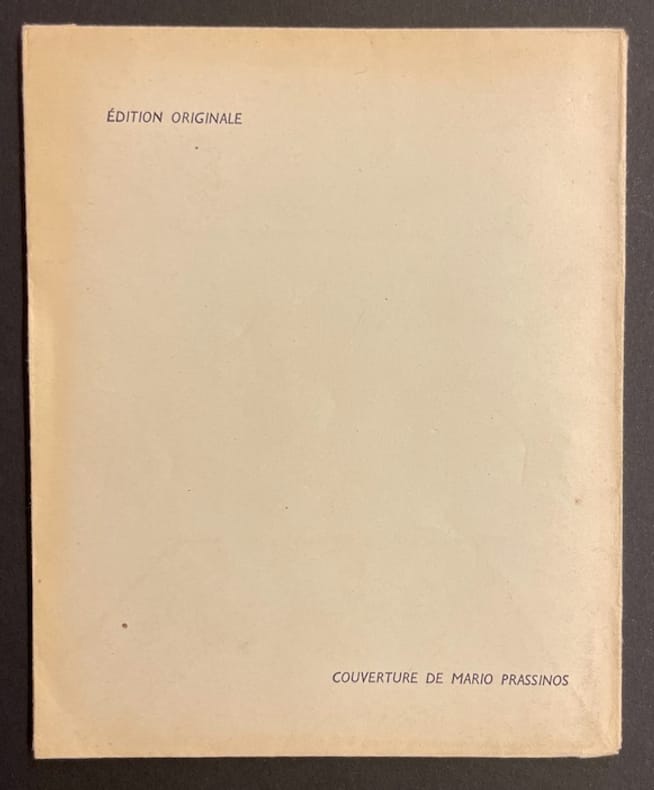 ÉDITION ORIGINALE
COUVERTURE DE MARIO PRASSINOS